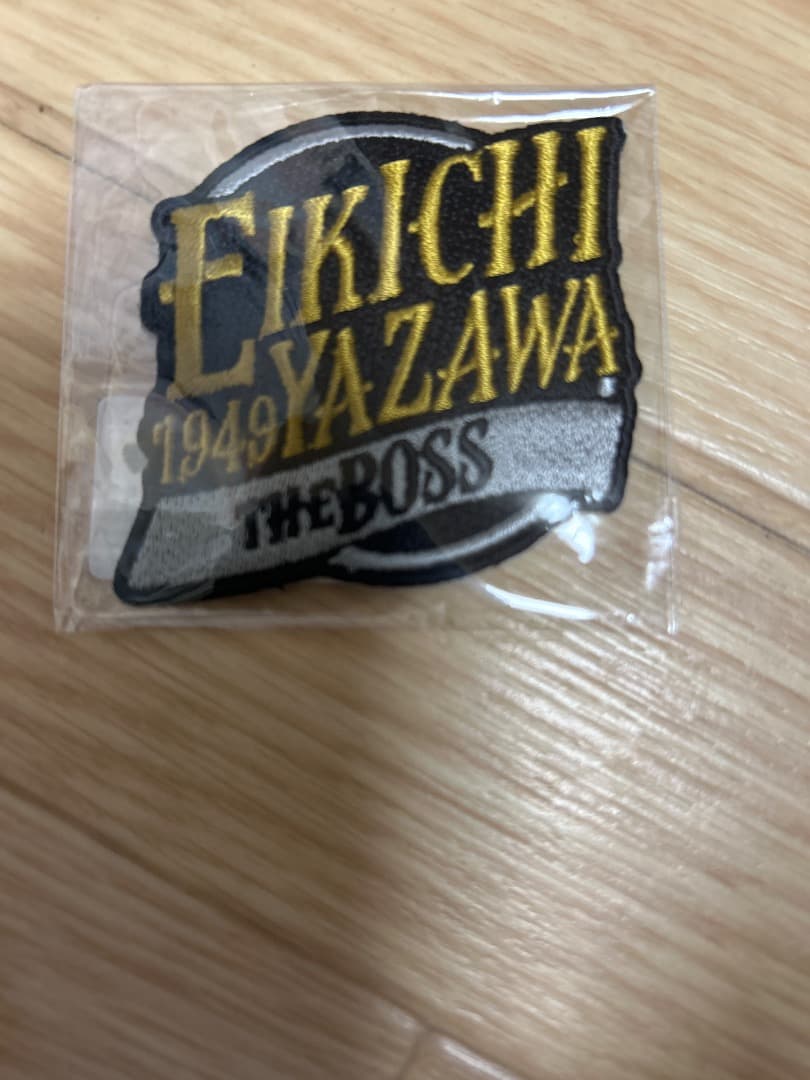 EIKICHI
YAZAWA
1949
THE BOSS